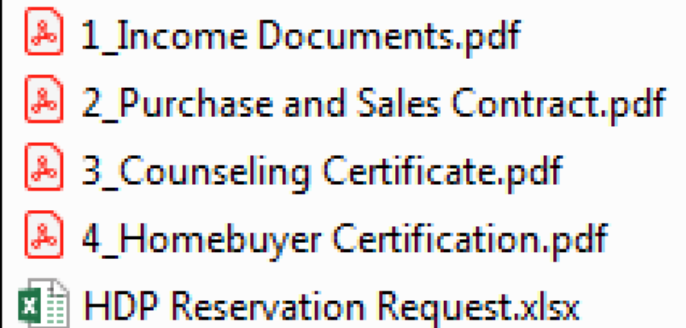 1_Income Documents.pdf
2_Purchase and Sales Contract.pdf
3_Counseling Certificate.pdf
4_Homebuyer Certification.pdf
HDP Reservation Request.xlsx